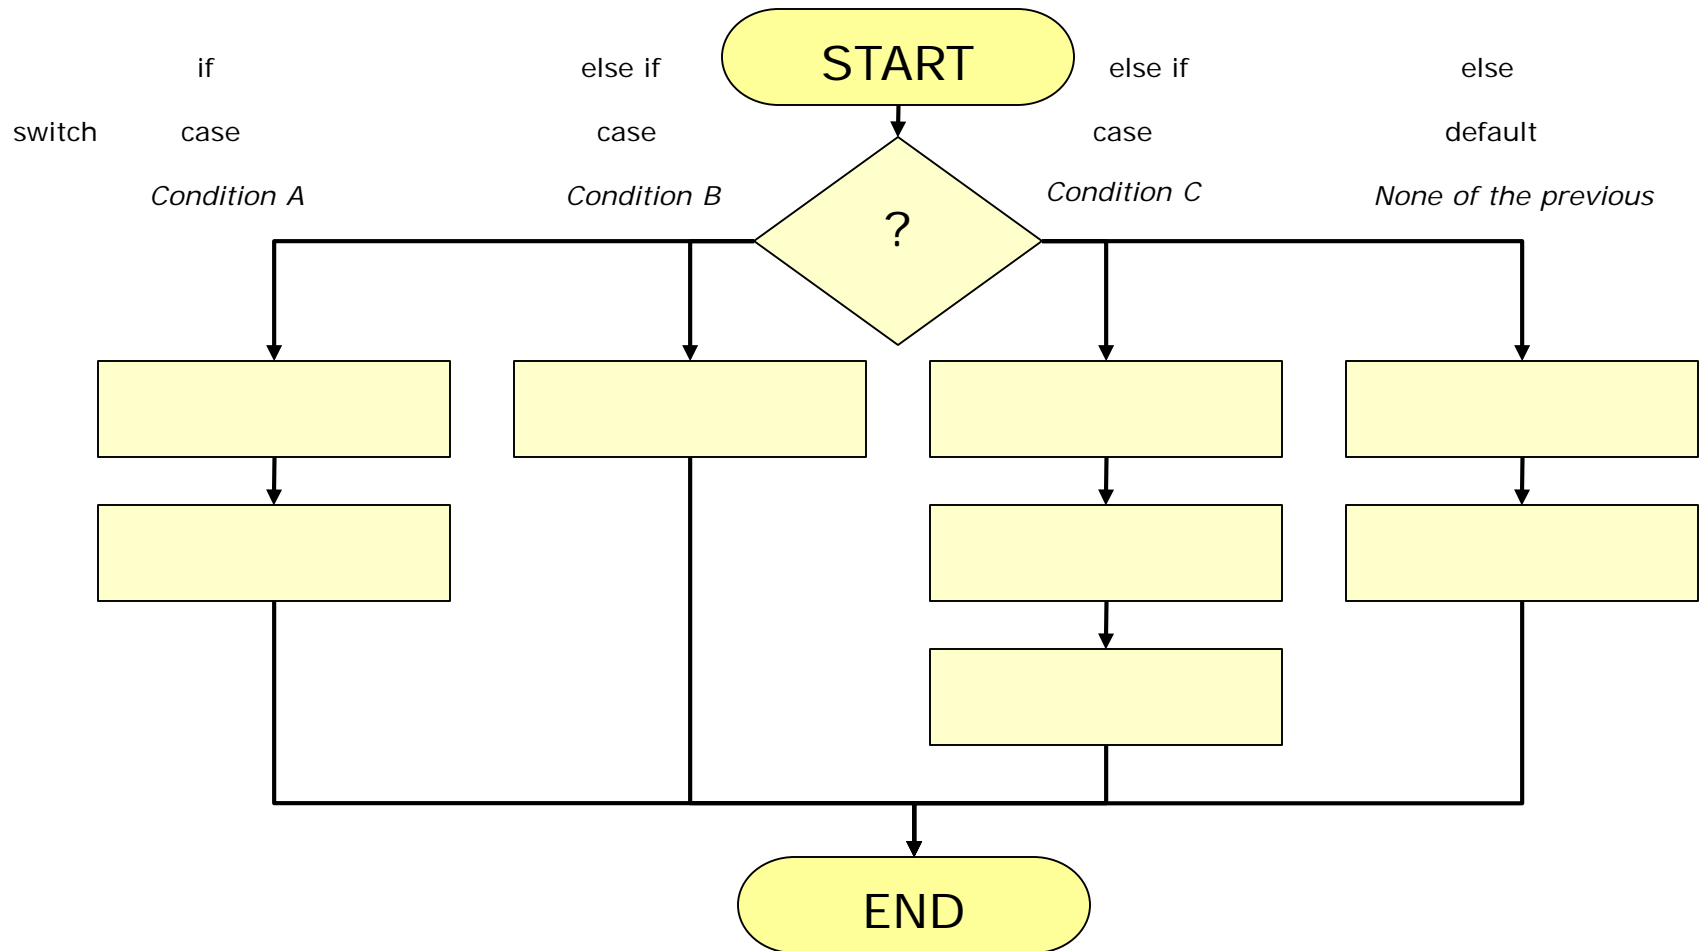 START
if else if else if else
switch case case case default
Condition A Condition B Condition C None of the previous
?
END